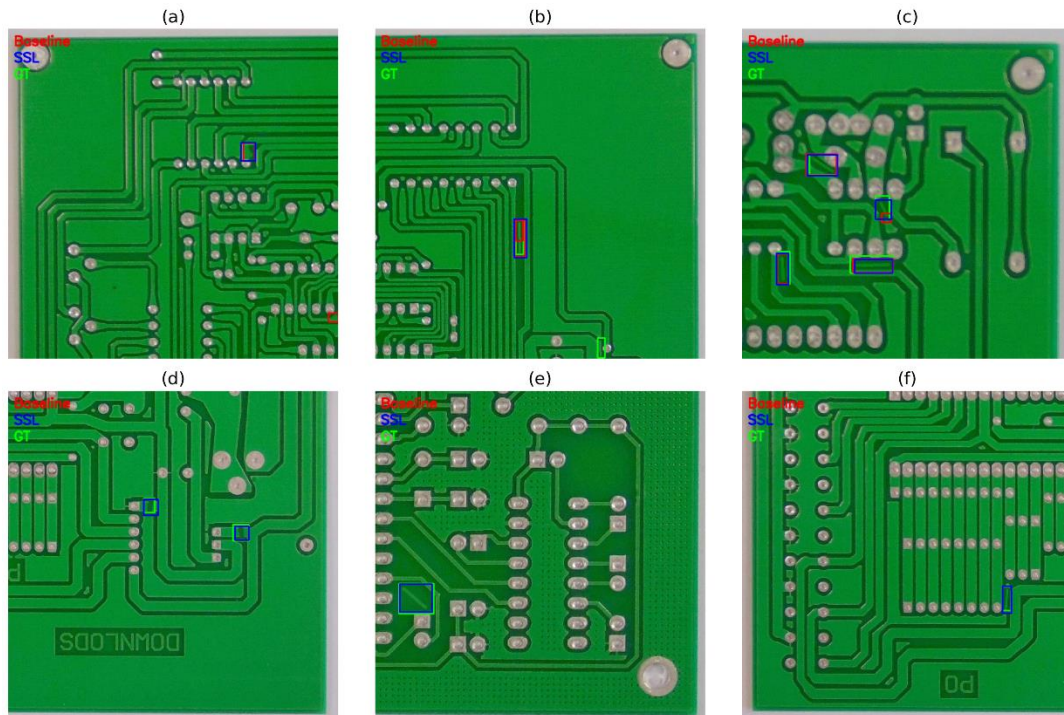 (a)
Baseline
SSL
GT
(b)
Baseline
SSL
GT
(c)
Baseline
SSL
GT
(d)
Baseline
SSL
GT
DOWNLODS
(e)
Baseline
SSL
GT
(f)
Baseline
SSL
GT
PO